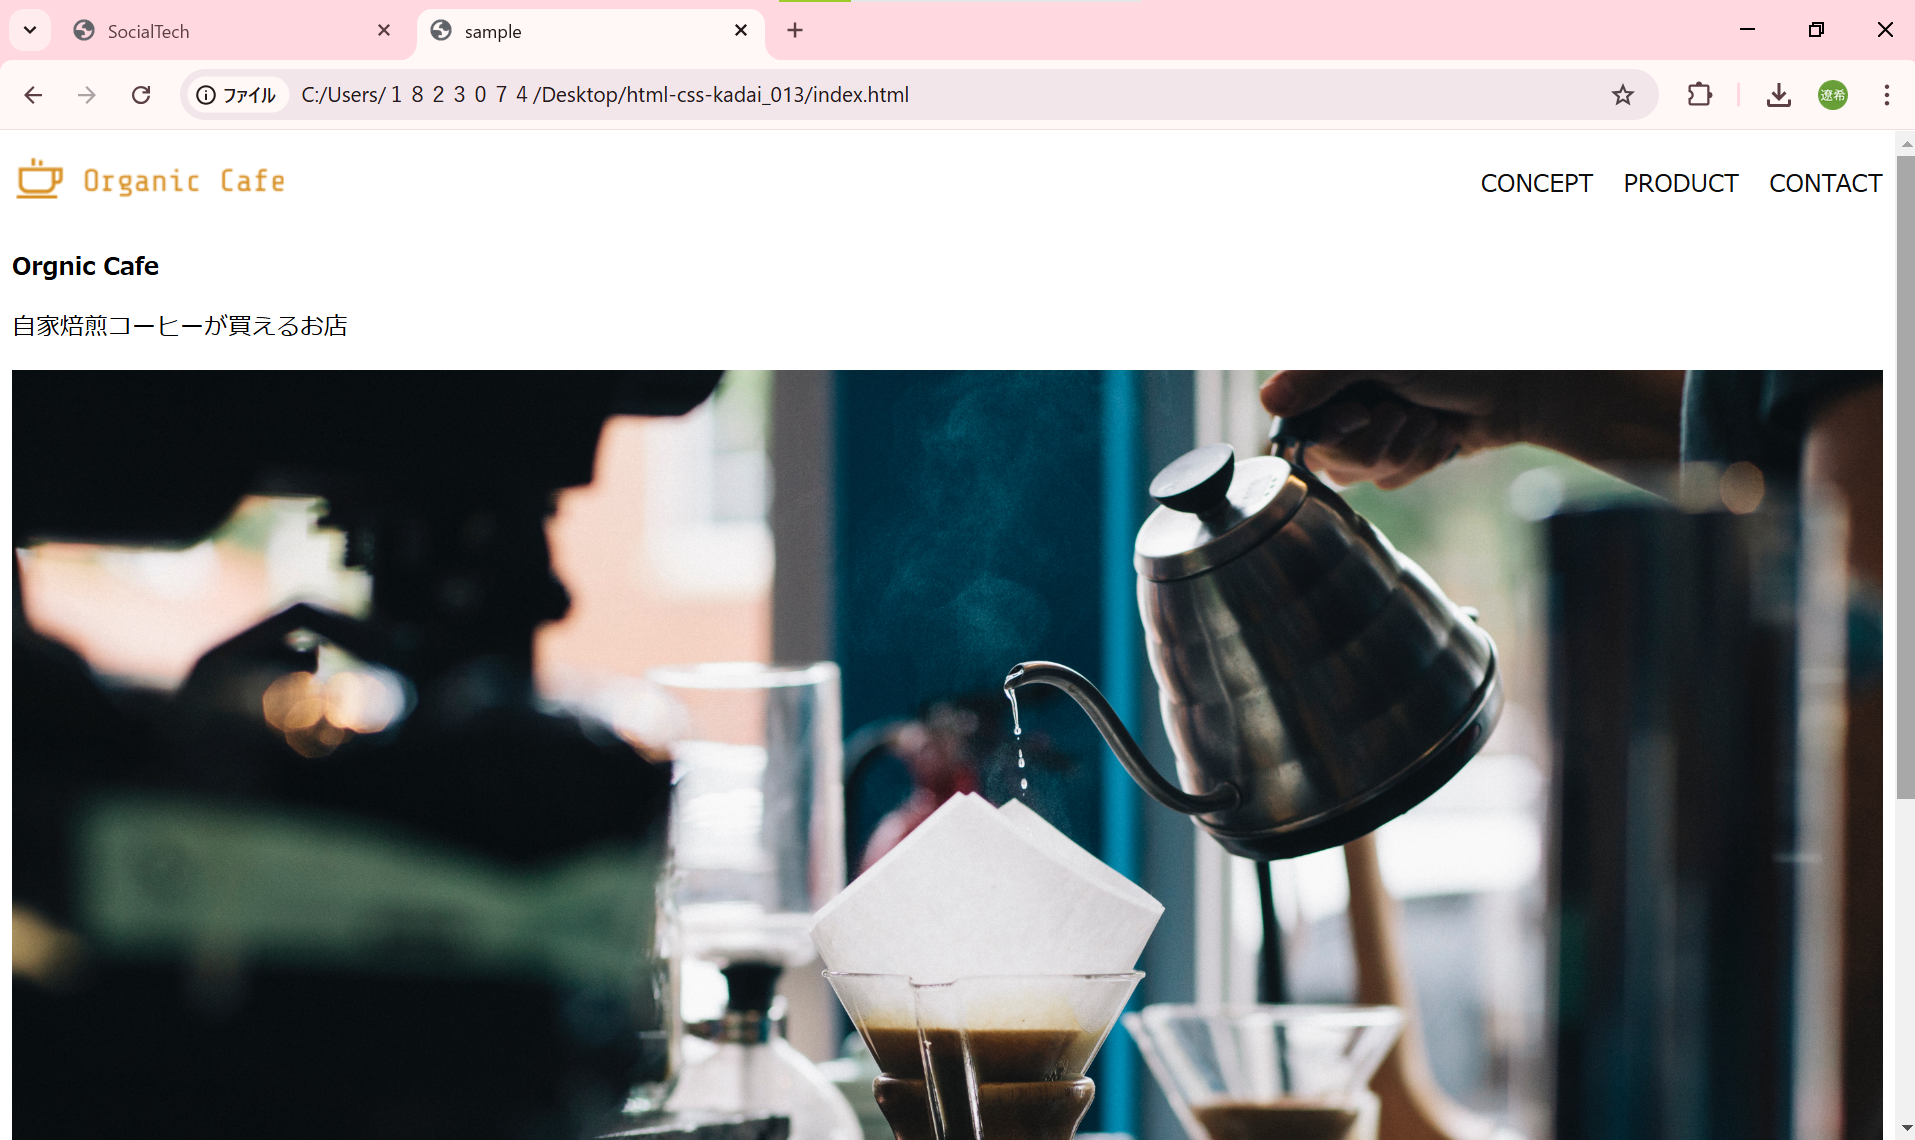 SocialTech
sample
ファイル C:/Users/１８２３０７４/Desktop/html-css-kadai_013/index.html
遼希
Organic Cafe
CONCEPT PRODUCT CONTACT
Orgnic Cafe
自家焙煎コーヒーが買えるお店